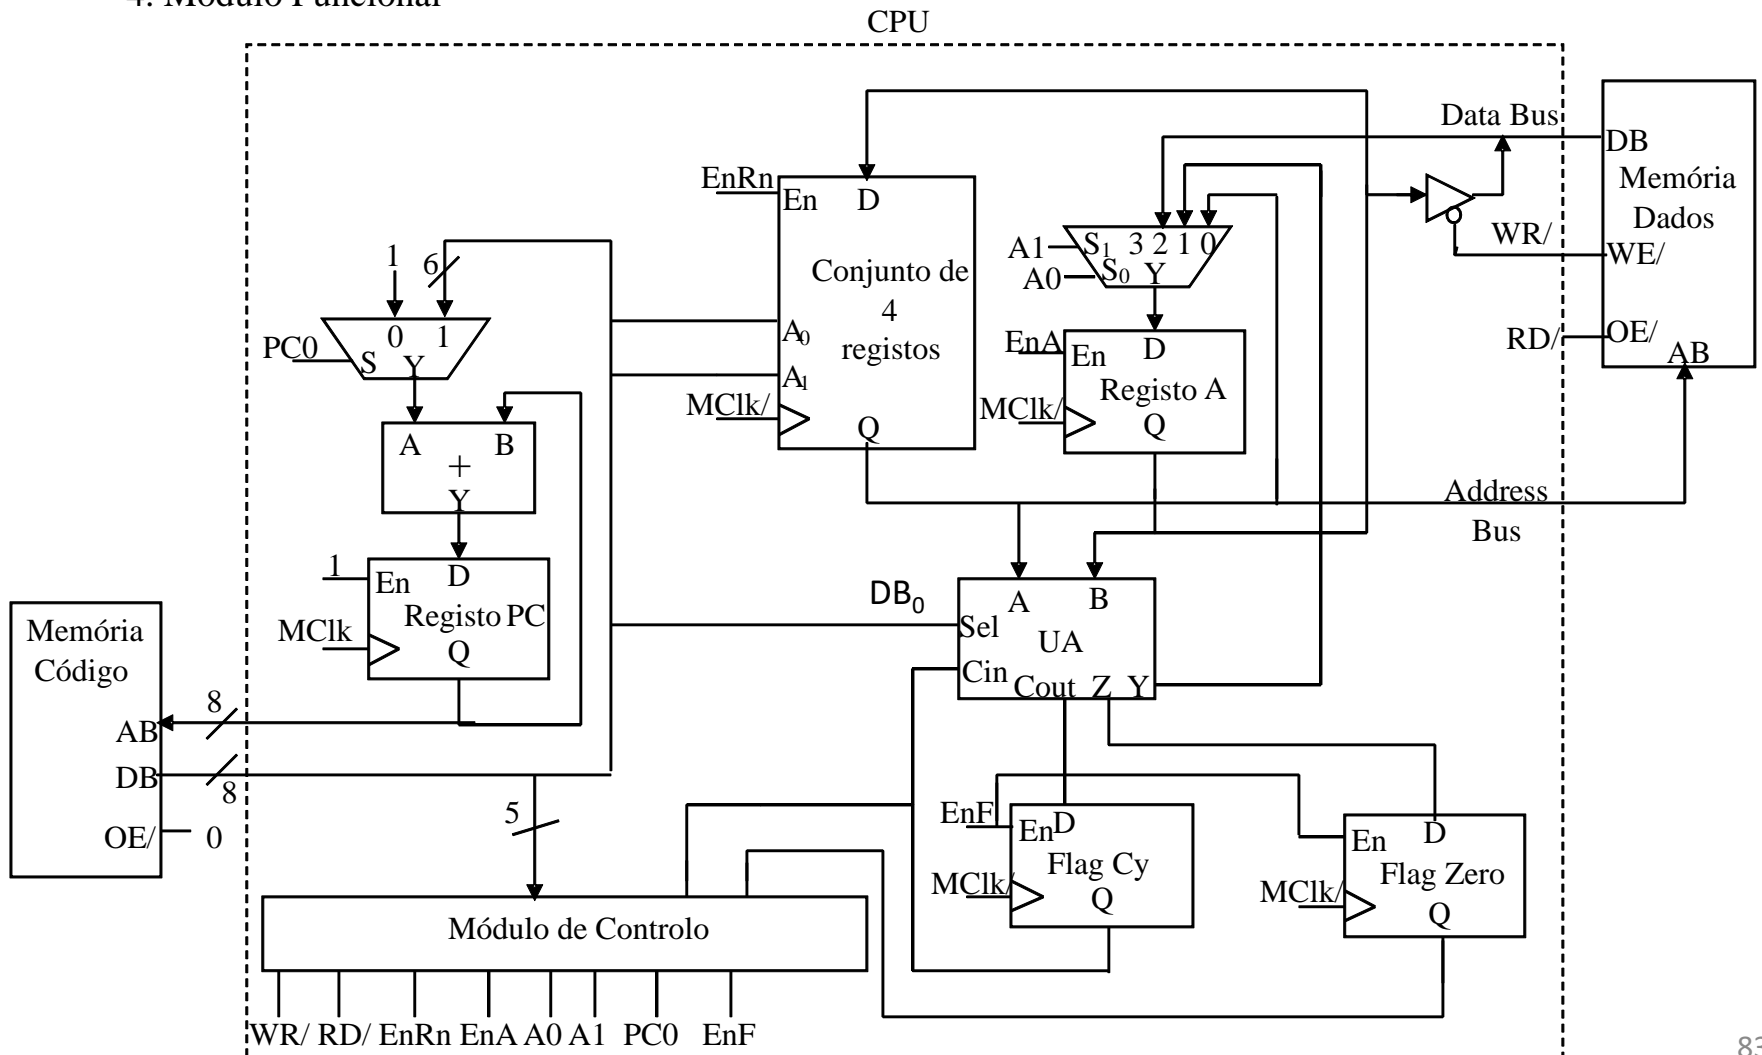 4. Módulo Funcional
CPU
Data Bus
DB
Memória
Dados
WR/
WE/
RD/
OE/
AB
EnRn
En D
Conjunto de
4
registos
A0
A1
MClk/
Q
A1
A0
S1 3 2 1 0
S0 Y
EnA
En D
Registo A
MClk/
Q
1
6
0 1
PC0
S Y
A B
+
Y
1
En D
Registo PC
MClk
Q
Address
Bus
DB0
A B
Sel
UA
Cin
Cout Z Y
Memória
Código
AB
8
DB
8
OE/
0
5
EnF
En D
Flag Cy
MClk/
Q
En D
Flag Zero
MClk/
Q
Módulo de Controlo
WR/ RD/ EnRn EnA A0 A1 PC0 EnF
83